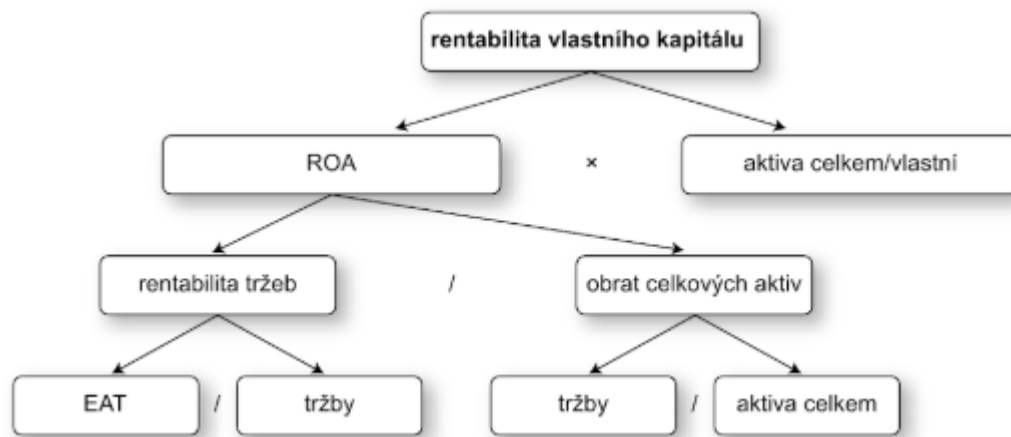 rentabilita vlastního kapitálu
ROA × aktiva celkem/vlastní
rentabilita tržeb / obrat celkových aktiv
EAT / tržby tržby / aktiva celkem